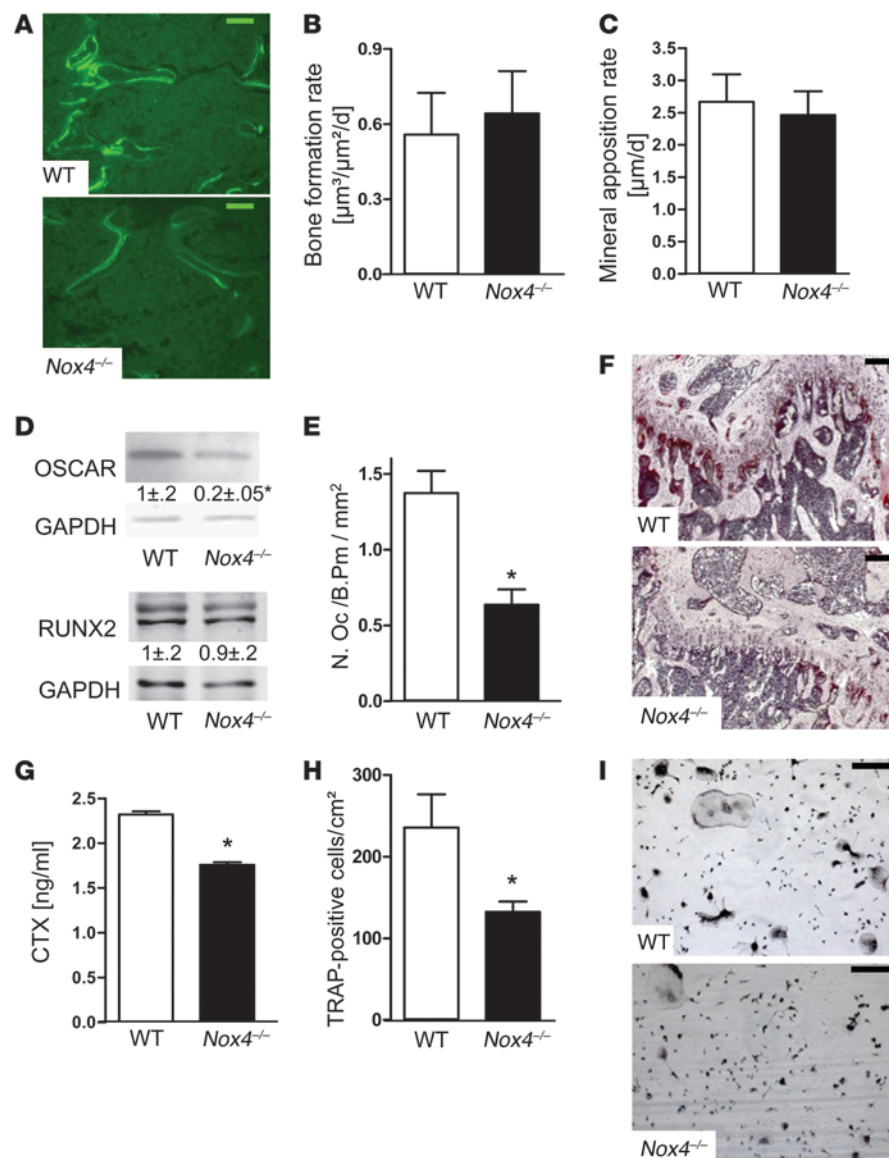 A
WT
Nox4–/–
B
Bone formation rate
[µm³/µm²/d]
0.9
0.6
0.3
0.0
WT
Nox4–/–
C
Mineral apposition rate
[µm/d]
3.5
3.0
2.5
2.0
1.5
1.0
0.5
0.0
WT
Nox4–/–
D
OSCAR
1±.2 0.2±.05*
GAPDH
WT Nox4–/–
RUNX2
1±.2 0.9±.2
GAPDH
WT Nox4–/–
E
N. Oc /B.Pm / mm²
1.5
1.0
0.5
0.0
*
WT
Nox4–/–
F
WT
Nox4–/–
G
CTX [ng/ml]
2.5
2.0
1.5
1.0
0.5
0.0
*
WT
Nox4–/–
H
TRAP-positive cells/cm²
300
200
100
0
*
WT
Nox4–/–
I
WT
Nox4–/–